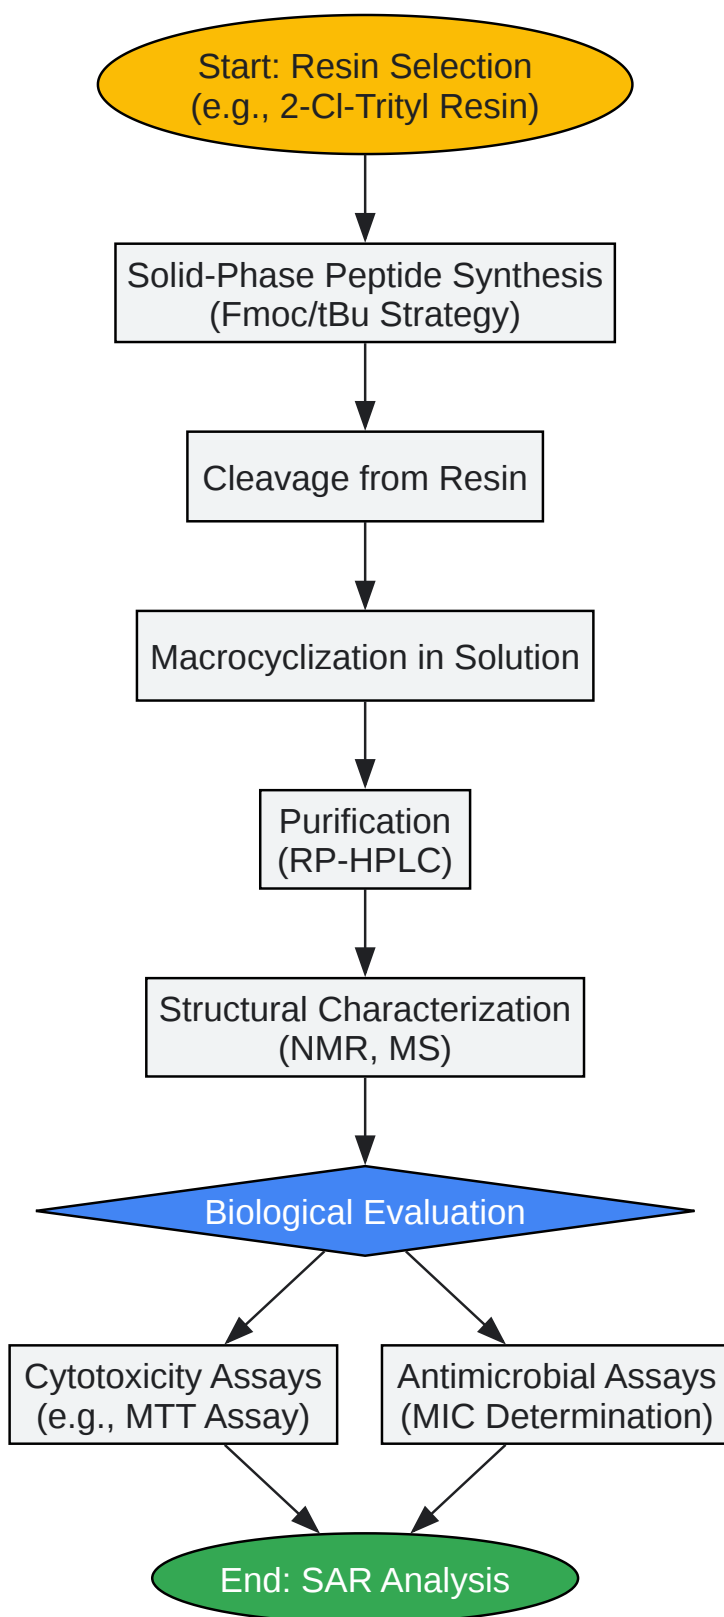 Start: Resin Selection
(e.g., 2-Cl-Trityl Resin)
Solid-Phase Peptide Synthesis
(Fmoc/tBu Strategy)
Cleavage from Resin
Macrocyclization in Solution
Purification
(RP-HPLC)
Structural Characterization
(NMR, MS)
Biological Evaluation
Cytotoxicity Assays
(e.g., MTT Assay)
Antimicrobial Assays
(MIC Determination)
End: SAR Analysis